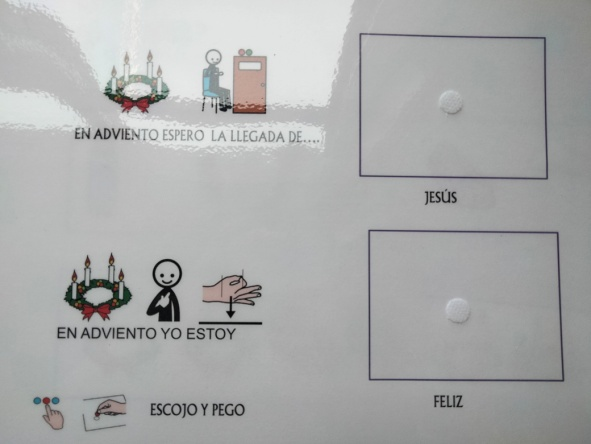 EN ADVIENTO ESPERO LA LLEGADA DE....
JESÚS
EN ADVIENTO YO ESTOY
FELIZ
ESCOJO Y PEGO